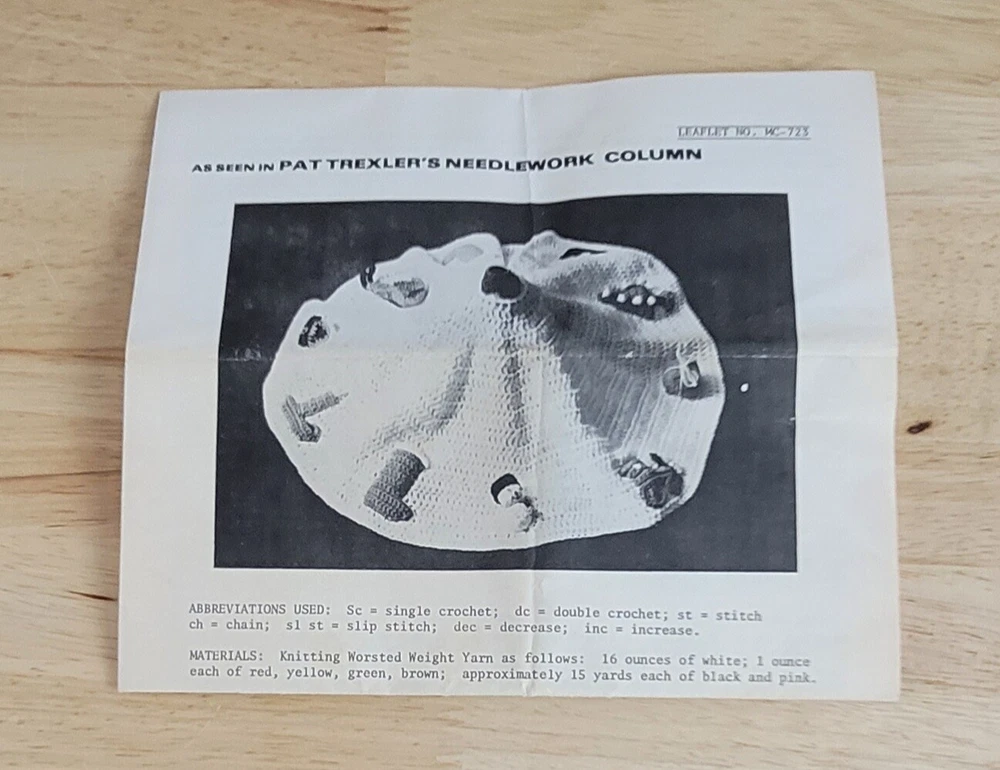 LEAFLET NO. MC-723
AS SEEN IN PAT TREXLER'S NEEDLEWORK COLUMN
ABBREVIATIONS USED: Sc = single crochet; dc = double crochet; st = stitch
ch = chain; sl st = slip stitch; dec = decrease; inc = increase.
MATERIALS: Knitting Worsted Weight Yarn as follows: 16 ounces of white; 1 ounce
each of red, yellow, green, brown; approximately 15 yards each of black and pink.